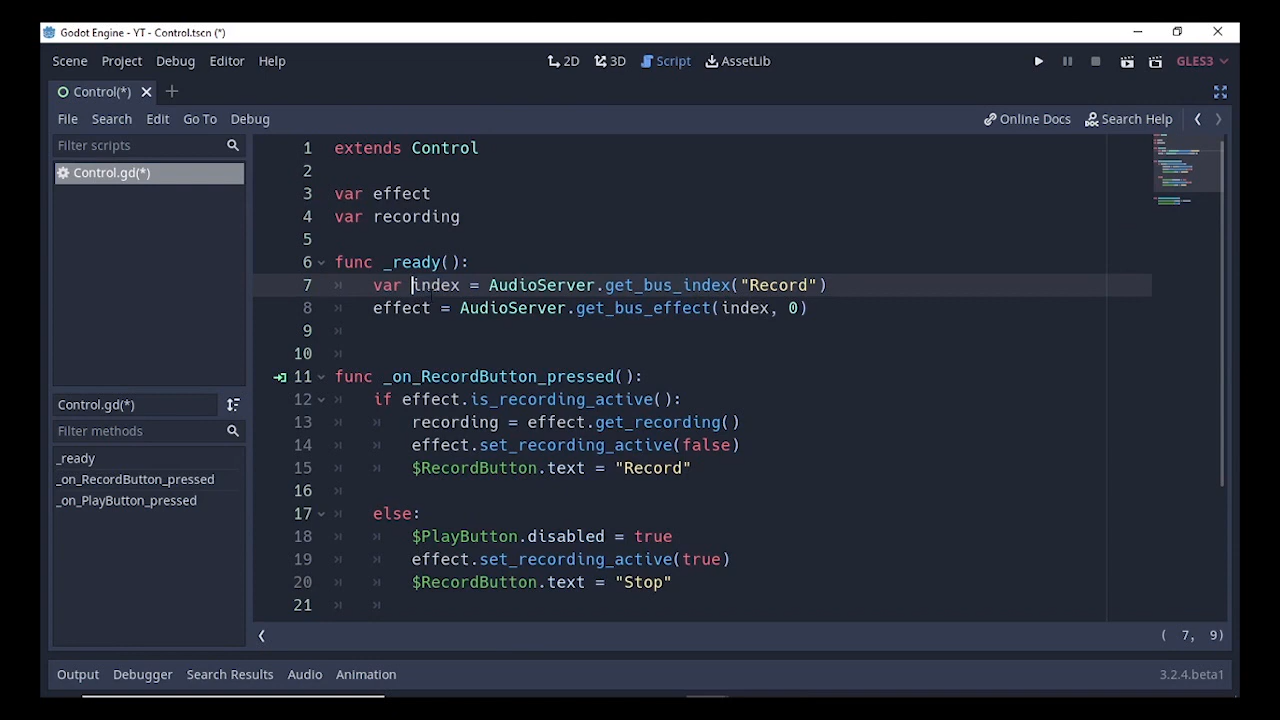 Godot Engine - YT - Control.tscn (*)
Scene Project Debug Editor Help 2D 3D Script AssetLib GLES3
Control(*)
File Search Edit Go To Debug Online Docs Search Help
Filter scripts
Control.gd(*)
Control.gd(*)
Filter methods
_ready
_on_RecordButton_pressed
_on_PlayButton_pressed
1 extends Control
2
3 var effect
4 var recording
5
6 func _ready():
7 var index = AudioServer.get_bus_index("Record")
8 effect = AudioServer.get_bus_effect(index, 0)
9
10
11 func _on_RecordButton_pressed():
12 if effect.is_recording_active():
13 recording = effect.get_recording()
14 effect.set_recording_active(false)
15 $RecordButton.text = "Record"
16
17 else:
18 $PlayButton.disabled = true
19 effect.set_recording_active(true)
20 $RecordButton.text = "Stop"
21
( 7, 9)
Output Debugger Search Results Audio Animation 3.2.4.beta1